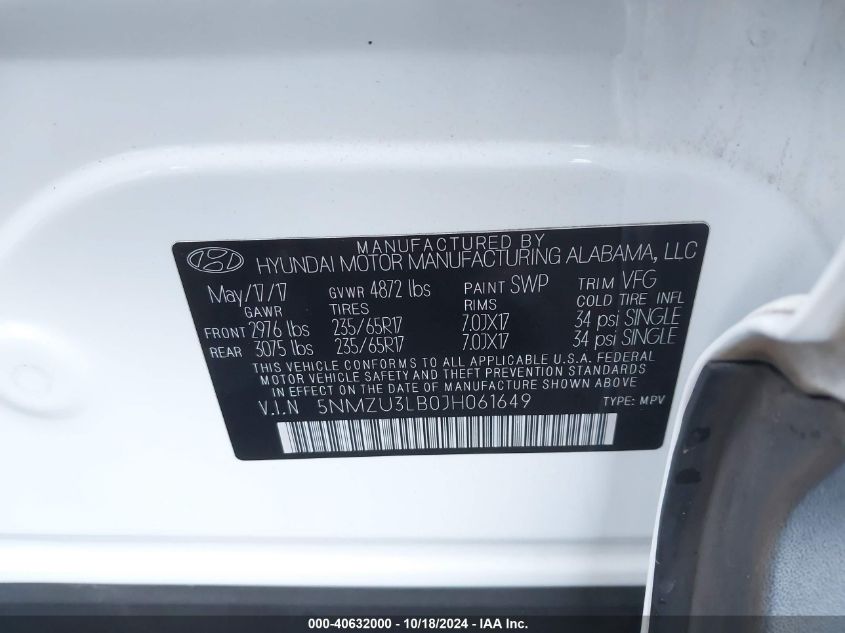 MANUFACTURED BY
HYUNDAI MOTOR MANUFACTURING ALABAMA, LLC
May/17/17 GVWR 4872 lbs PAINT SWP TRIM VFG
GAWR TIRES RIMS COLD TIRE INFL
FRONT 2976 lbs 235/65R17 7.0JX17 34 psi SINGLE
REAR 3075 lbs 235/65R17 7.0JX17 34 psi SINGLE
THIS VEHICLE CONFORMS TO ALL APPLICABLE U.S.A. FEDERAL
MOTOR VEHICLE SAFETY AND THEFT PREVENTION STANDARDS
IN EFFECT ON THE DATE OF MANUFACTURE SHOWN ABOVE
V.I.N 5NMZU3LB0JH061649 TYPE: MPV
000-40632000 - 10/18/2024 - IAA Inc.